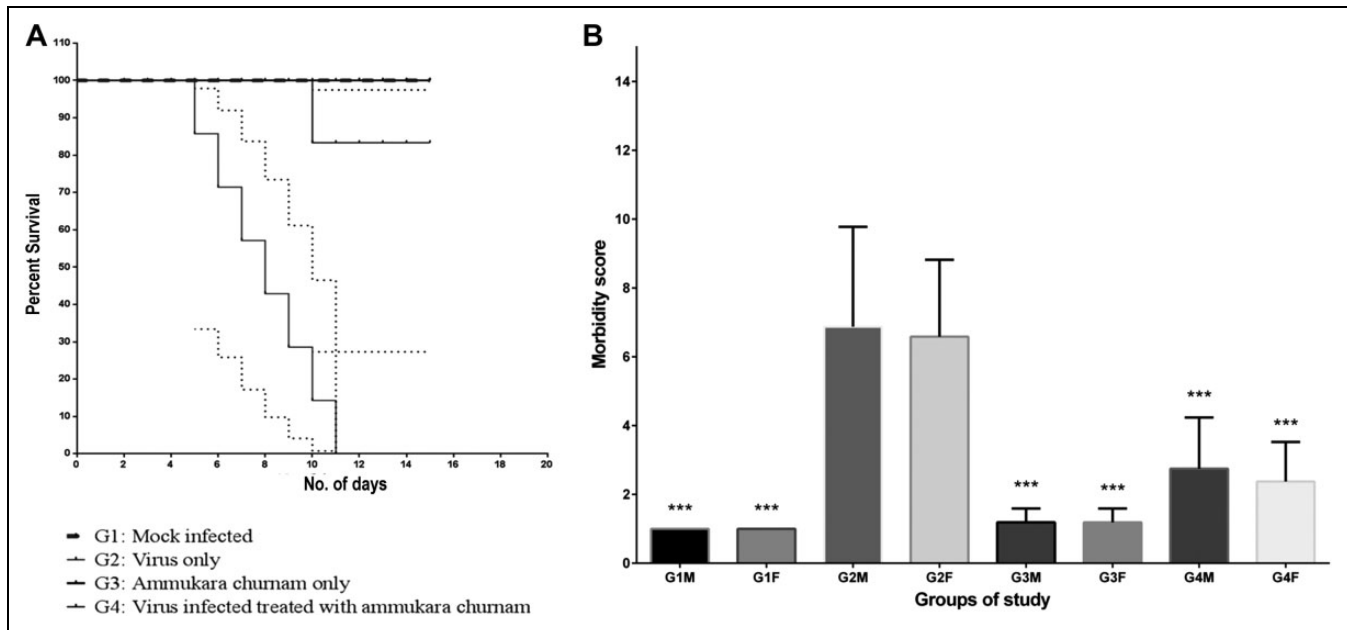 A
110
100
90
80
70
60
50
40
30
20
10
0
Percent Survival
0 2 4 6 8 10 12 14 16 18 20
No. of days
G1: Mock infected
G2: Virus only
G3: Ammukara churnam only
G4: Virus infected treated with ammukara churnam
B
14
12
10
8
6
4
2
0
Morbidity score
*** *** *** *** *** ***
G1M G1F G2M G2F G3M G3F G4M G4F
Groups of study